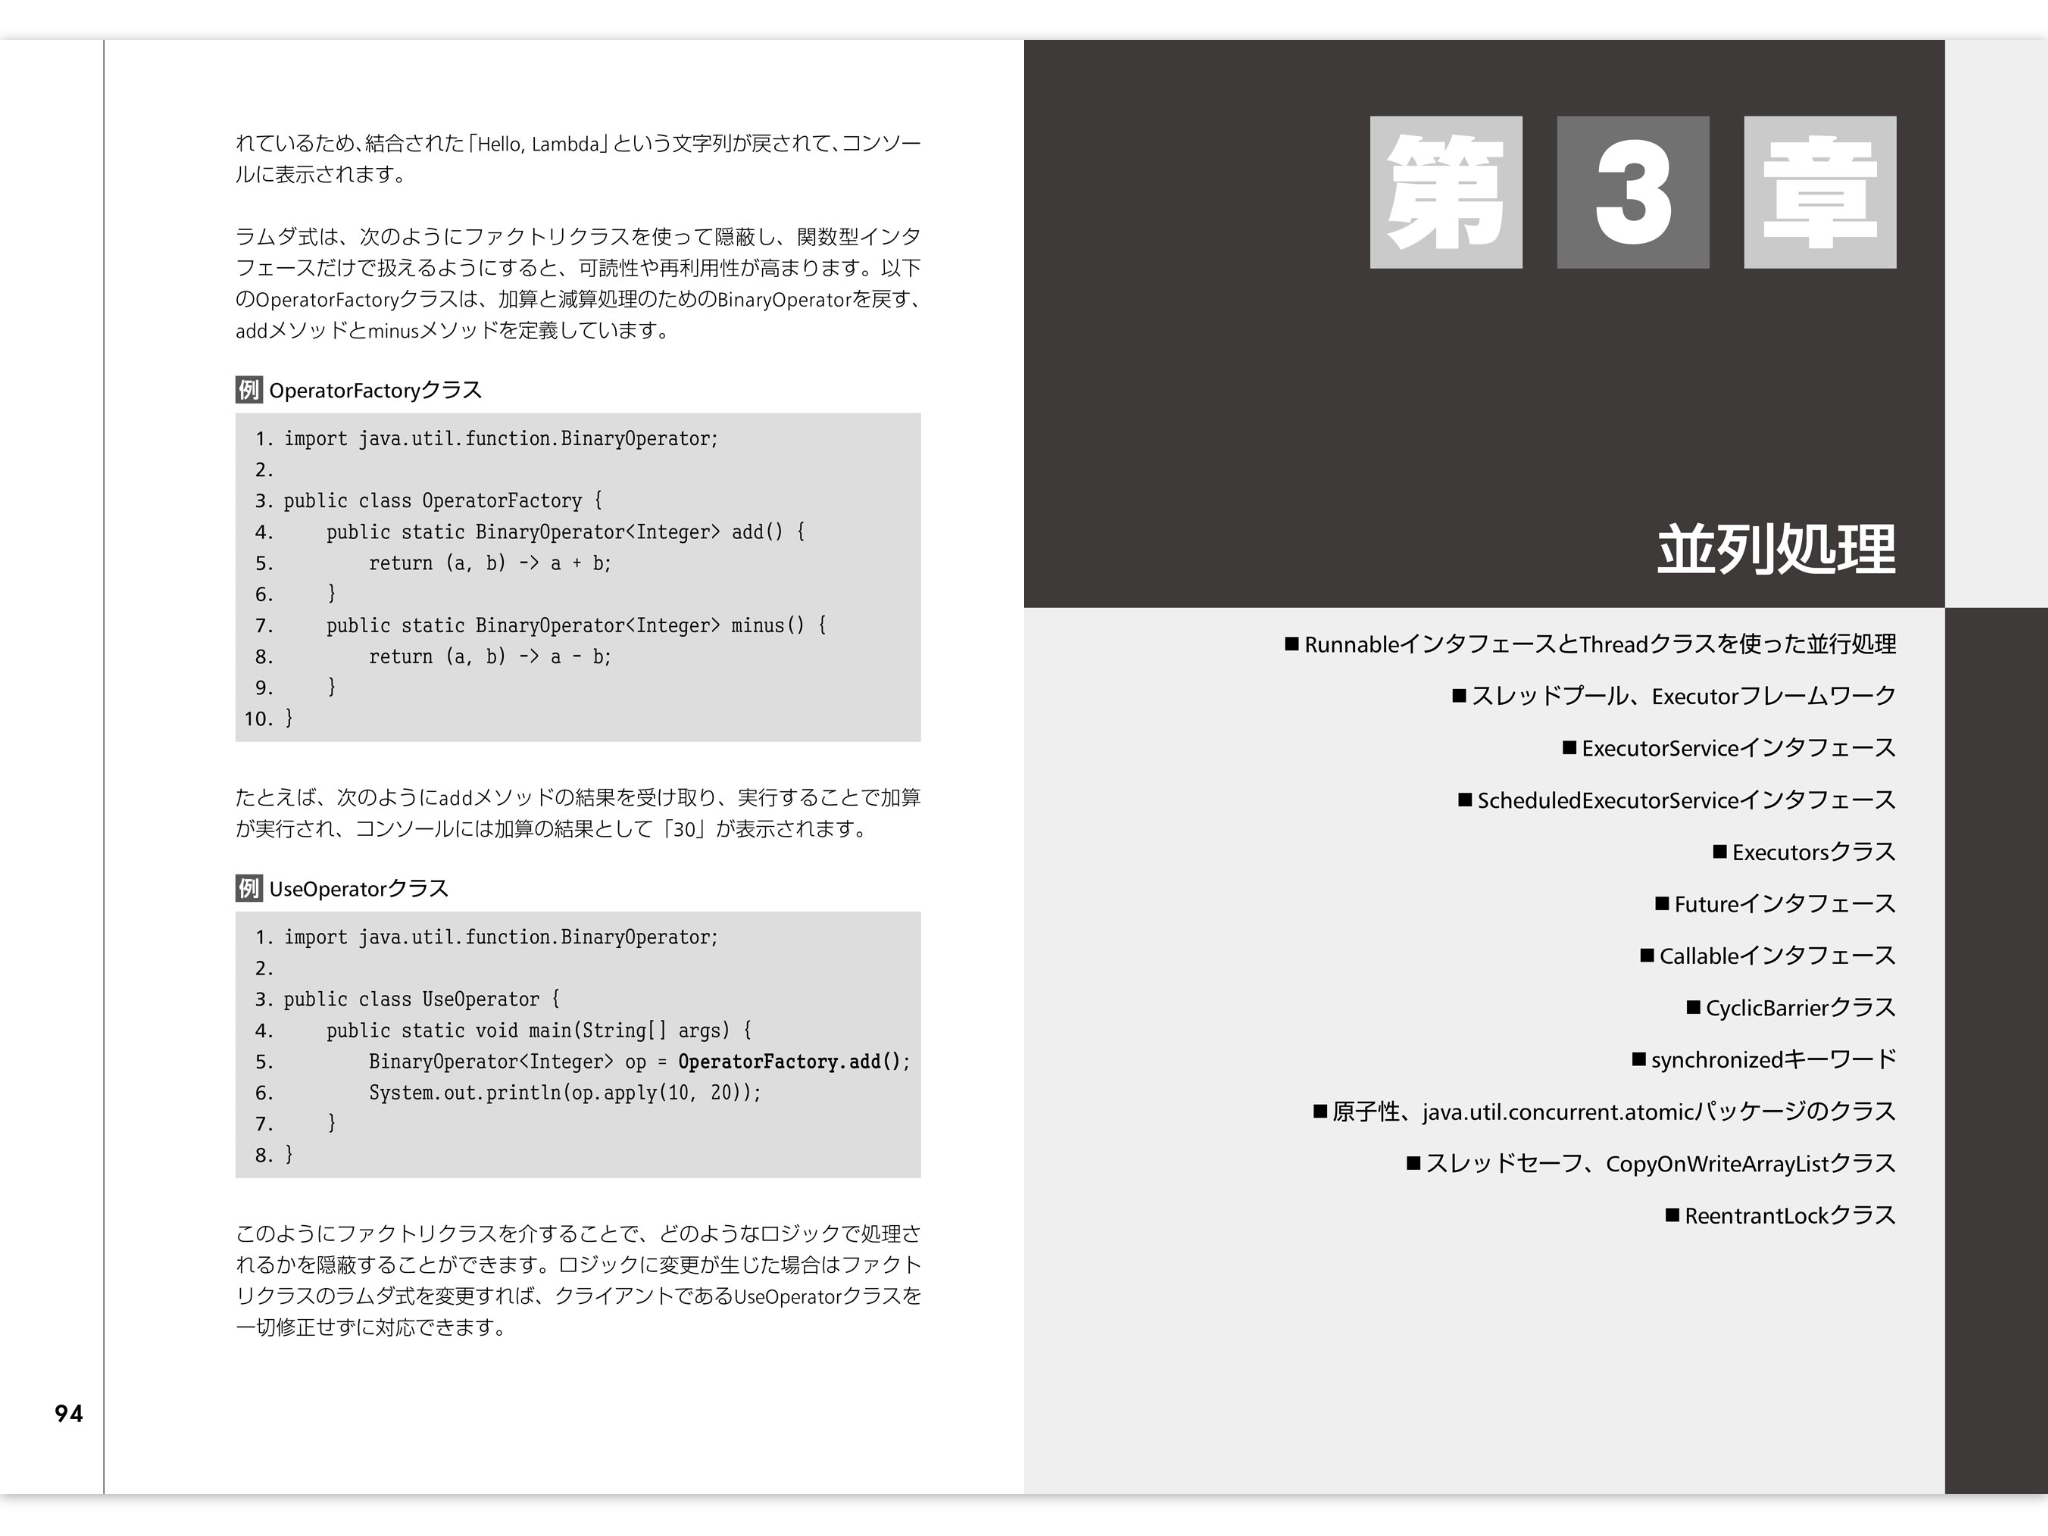 れているため、結合された「Hello, Lambda」という文字列が戻されて、コンソー
ルに表示されます。
ラムダ式は、次のようにファクトリクラスを使って隠蔽し、関数型インタ
フェースだけで扱えるようにすると、可読性や再利用性が高まります。以下
のOperatorFactoryクラスは、加算と減算処理のためのBinaryOperatorを戻す、
addメソッドとminusメソッドを定義しています。
例 OperatorFactoryクラス
1. import java.util.function.BinaryOperator;
2.
3. public class OperatorFactory {
4.     public static BinaryOperator<Integer> add() {
5.         return (a, b) -> a + b;
6.     }
7.     public static BinaryOperator<Integer> minus() {
8.         return (a, b) -> a - b;
9.     }
10. }
たとえば、次のようにaddメソッドの結果を受け取り、実行することで加算
が実行され、コンソールには加算の結果として「30」が表示されます。
例 UseOperatorクラス
1. import java.util.function.BinaryOperator;
2.
3. public class UseOperator {
4.     public static void main(String[] args) {
5.         BinaryOperator<Integer> op = OperatorFactory.add();
6.         System.out.println(op.apply(10, 20));
7.     }
8. }
このようにファクトリクラスを介することで、どのようなロジックで処理さ
れるかを隠蔽することができます。ロジックに変更が生じた場合はファクト
リクラスのラムダ式を変更すれば、クライアントであるUseOperatorクラスを
一切修正せずに対応できます。
94
第3章
並列処理
■ RunnableインタフェースとThreadクラスを使った並行処理
■ スレッドプール、Executorフレームワーク
■ ExecutorServiceインタフェース
■ ScheduledExecutorServiceインタフェース
■ Executorsクラス
■ Futureインタフェース
■ Callableインタフェース
■ CyclicBarrierクラス
■ synchronizedキーワード
■ 原子性、java.util.concurrent.atomicパッケージのクラス
■ スレッドセーフ、CopyOnWriteArrayListクラス
■ ReentrantLockクラス